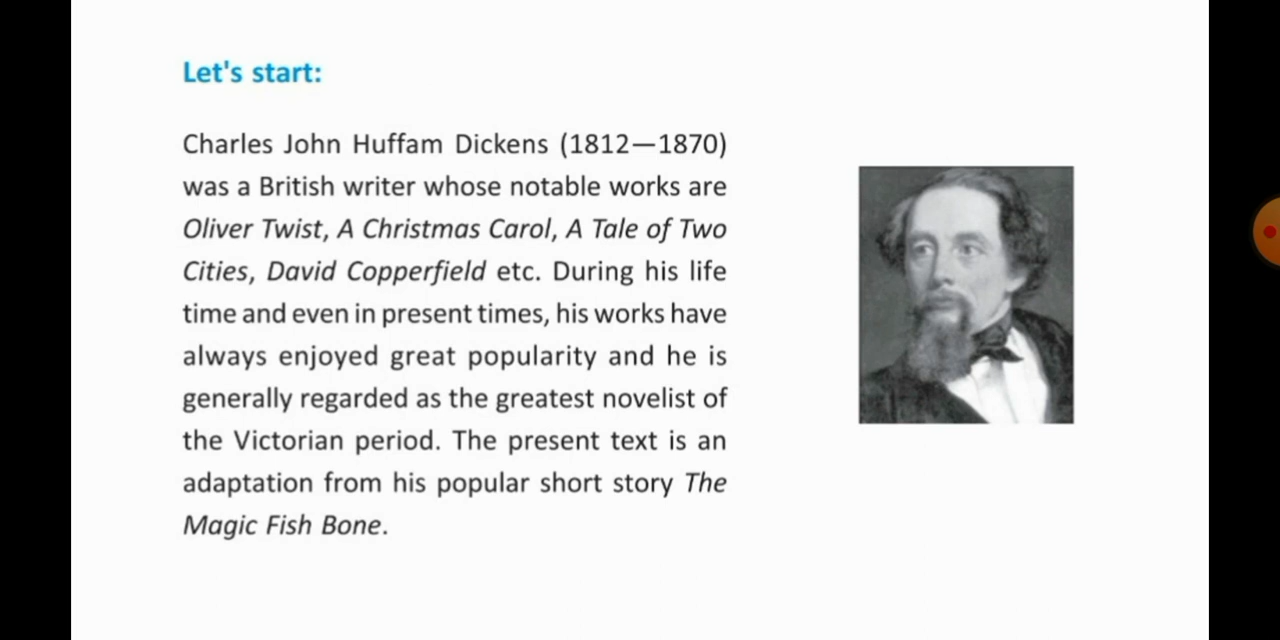 Let's start:
Charles John Huffam Dickens (1812—1870)
was a British writer whose notable works are
Oliver Twist, A Christmas Carol, A Tale of Two
Cities, David Copperfield etc. During his life
time and even in present times, his works have
always enjoyed great popularity and he is
generally regarded as the greatest novelist of
the Victorian period. The present text is an
adaptation from his popular short story The
Magic Fish Bone.